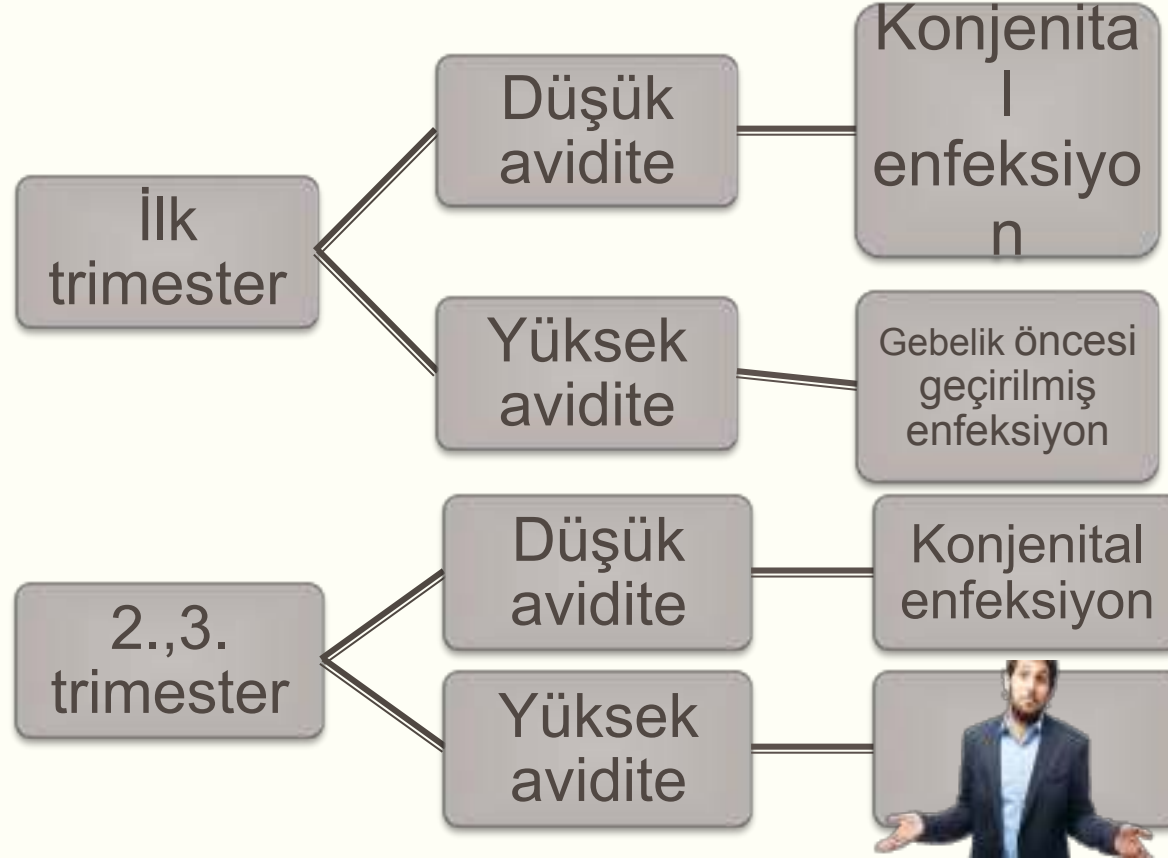 İlk
trimester
Düşük
avidite
Konjenita
l
enfeksiyo
n
Yüksek
avidite
Gebelik öncesi
geçirilmiş
enfeksiyon
2.,3.
trimester
Düşük
avidite
Konjenital
enfeksiyon
Yüksek
avidite